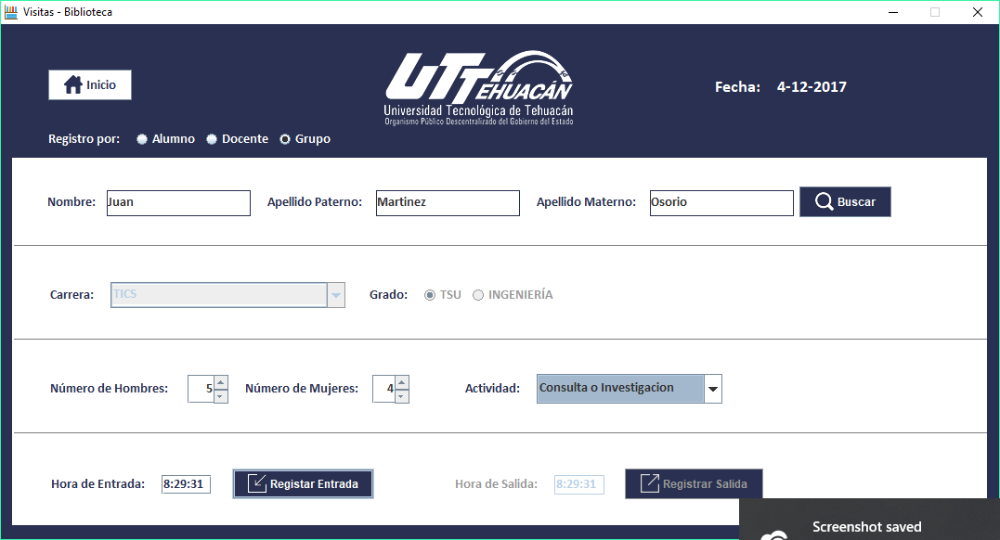 Visitas - Biblioteca
Inicio
UTTEHUACÁN
Universidad Tecnológica de Tehuacán
Organismo Público Descentralizado del Gobierno del Estado
Fecha: 4-12-2017
Registro por: Alumno Docente Grupo
Nombre: Juan Apellido Paterno: Martinez Apellido Materno: Osorio Buscar
Carrera: TICS Grado: TSU INGENIERÍA
Número de Hombres: 5 Número de Mujeres: 4 Actividad: Consulta o Investigacion
Hora de Entrada: 8:29:31 Registar Entrada Hora de Salida: 8:29:31 Registrar Salida
Screenshot saved